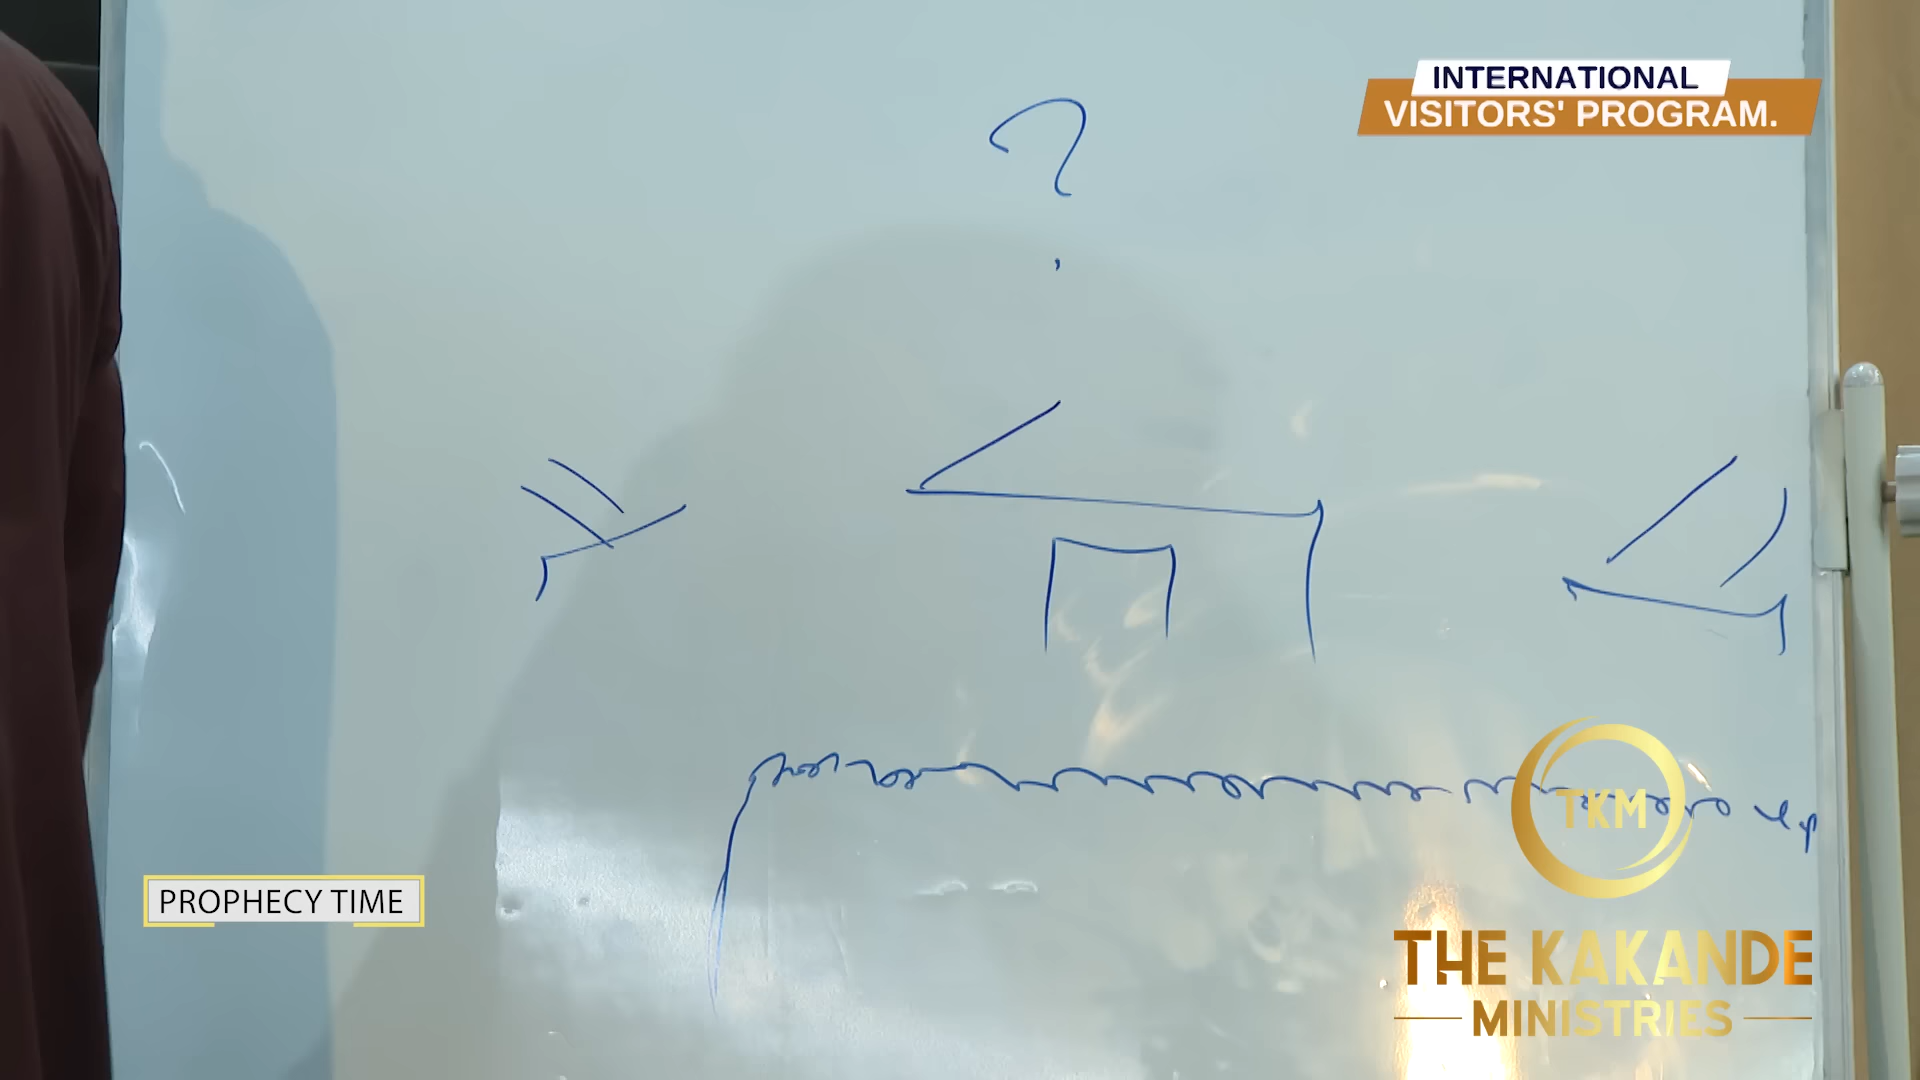 INTERNATIONAL
VISITORS' PROGRAM.
?
PROPHECY TIME
TKM
THE KAKANDE
MINISTRIES